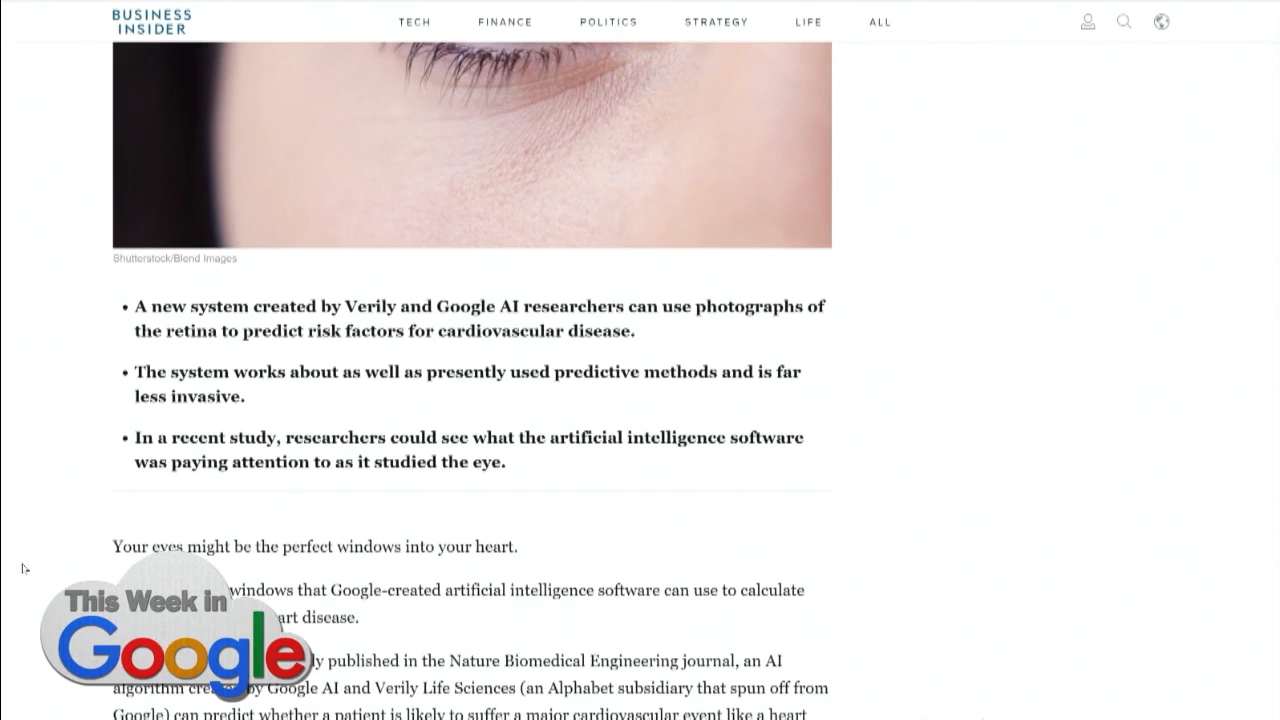 BUSINESS
INSIDER
TECH FINANCE POLITICS STRATEGY LIFE ALL
Shutterstock/Blend Images
• A new system created by Verily and Google AI researchers can use photographs of
the retina to predict risk factors for cardiovascular disease.
• The system works about as well as presently used predictive methods and is far
less invasive.
• In a recent study, researchers could see what the artificial intelligence software
was paying attention to as it studied the eye.
Your eyes might be the perfect windows into your heart.
windows that Google-created artificial intelligence software can use to calculate
art disease.
ly published in the Nature Biomedical Engineering journal, an AI
algorithm by Google AI and Verily Life Sciences (an Alphabet subsidiary that spun off from
Google) can predict whether a patient is likely to suffer a major cardiovascular event like a heart
This Week in
Google